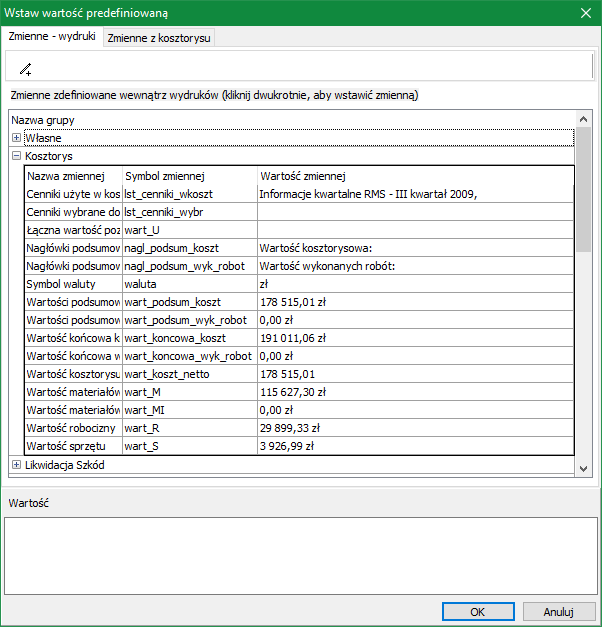 Wstaw wartość predefiniowaną
Zmienne - wydruki Zmienne z kosztorysu
Zmienne zdefiniowane wewnątrz wydruków (kliknij dwukrotnie, aby wstawić zmienną)
Nazwa grupy
Własne
Kosztorys
Nazwa zmiennej Symbol zmiennej Wartość zmiennej
Cenniki użyte w kos lst_cenniki_wkoszt Informacje kwartalne RMS - III kwartał 2009,
Cenniki wybrane do lst_cenniki_wybr
Łączna wartość poz wart_U
Nagłówki podsumow nagl_podsum_koszt Wartość kosztorysowa:
Nagłówki podsumow nagl_podsum_wyk_robot Wartość wykonanych robót:
Symbol waluty waluta zł
Wartości podsumow wart_podsum_koszt 178 515,01 zł
Wartości podsumow wart_podsum_wyk_robot 0,00 zł
Wartość końcowa k wart_koncowa_koszt 191 011,06 zł
Wartość końcowa w wart_koncowa_wyk_robot 0,00 zł
Wartość kosztorysu wart_koszt_netto 178 515,01
Wartość materiałów wart_M 115 627,30 zł
Wartość materiałów wart_MI 0,00 zł
Wartość robocizny wart_R 29 899,33 zł
Wartość sprzętu wart_S 3 926,99 zł
Likwidacja Szkód
Wartość
OK Anuluj